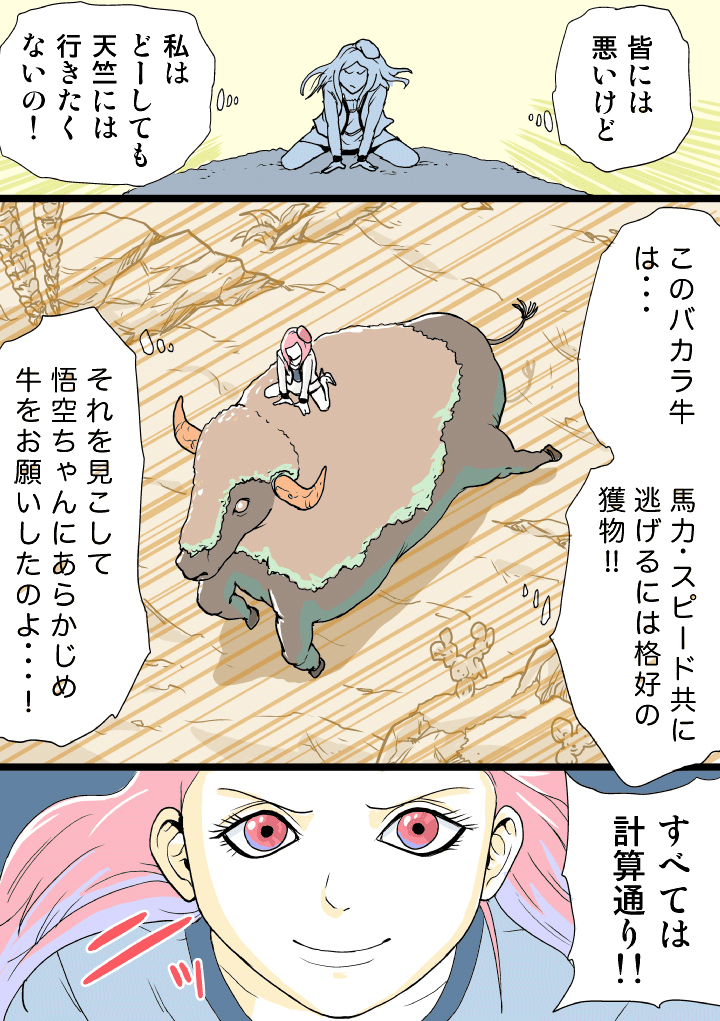 皆には
悪いけど
私は
どーしても
天竺には
行きたく
ないの!
このバカラ牛
は・・・
馬力・スピード共に
逃げるには格好の
獲物!!
それを見こして
悟空ちゃんにあらかじめ
牛をお願いしたのよ・・・!
すべては
計算通り!!
ニッ